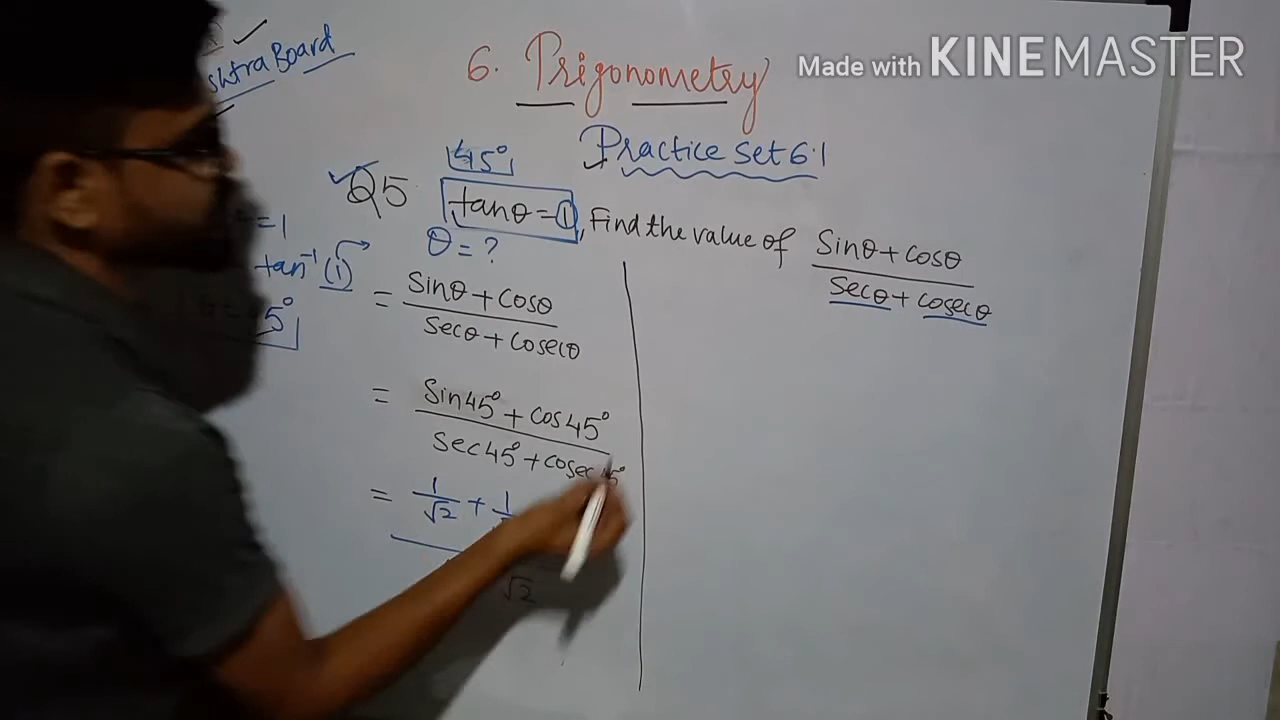 Board
6. Trigonometry
Made with KINEMASTER
Practice Set 6.1
45°
Q5 tanθ = 1, Find the value of Sinθ + Cosθ / Secθ + Cosecθ
θ = ?
= 1
tan⁻¹ (1)
= Sinθ + Cosθ / Secθ + Cosecθ
= Sin45° + Cos45° / Sec45° + Cosec45°
= 1/√2 + 1
√2